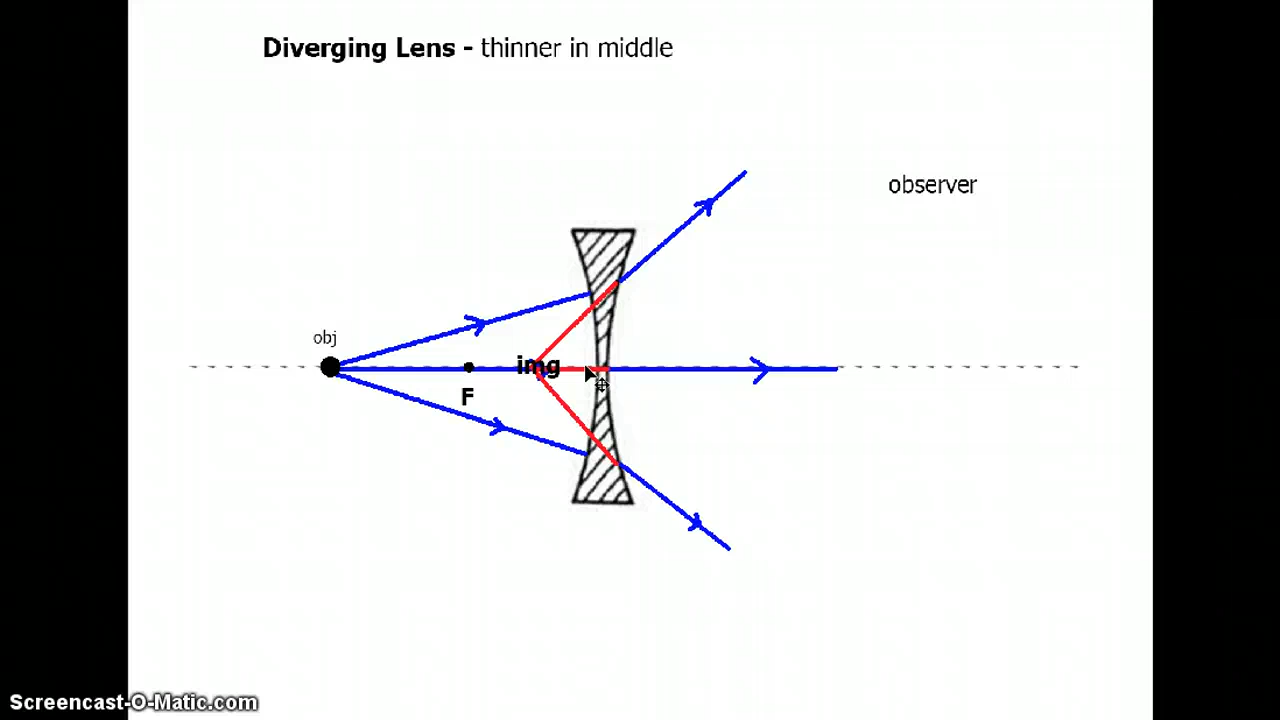 Diverging Lens - thinner in middle
observer
obj
img
F
Screencast-O-Matic.com